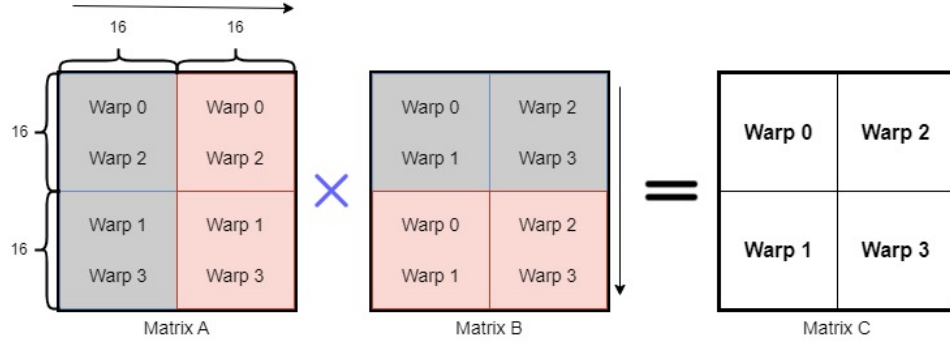 16 16
16
16
Warp 0 Warp 0
Warp 2 Warp 2
Warp 1 Warp 1
Warp 3 Warp 3
Matrix A
Warp 0 Warp 2
Warp 1 Warp 3
Warp 0 Warp 2
Warp 1 Warp 3
Matrix B
=
Warp 0 Warp 2
Warp 1 Warp 3
Matrix C